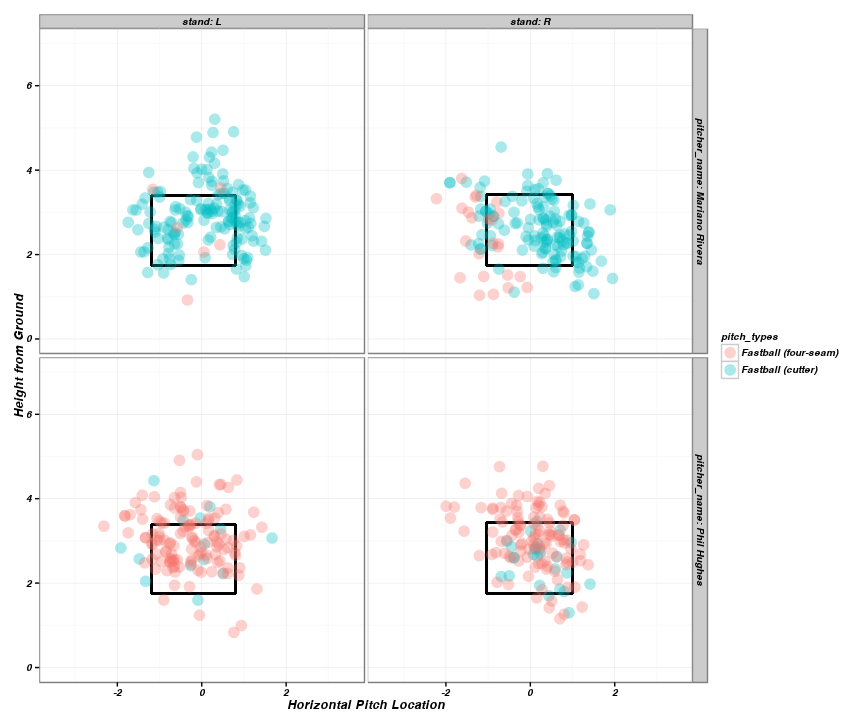 stand: L
stand: R
6
4
2
0
pitcher_name: Mariano Rivera
6
4
2
0
pitcher_name: Phil Hughes
-2
0
2
-2
0
2
Horizontal Pitch Location
Height from Ground
pitch_types
Fastball (four-seam)
Fastball (cutter)